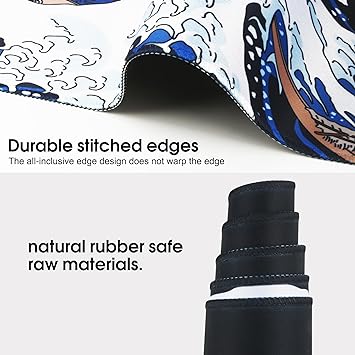 Durable stitched edges
The all-inclusive edge design does not warp the edge
natural rubber safe
raw materials.